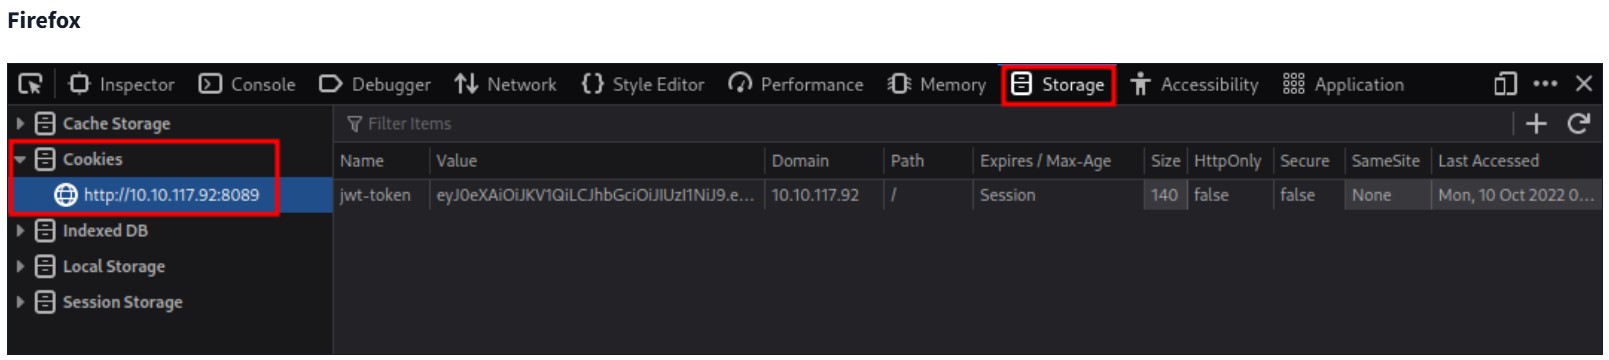 Firefox
Inspector Console Debugger Network {} Style Editor Performance Memory Storage Accessibility Application
Cache Storage Filter Items
Cookies Name Value Domain Path Expires / Max-Age Size HttpOnly Secure SameSite Last Accessed
http://10.10.117.92:8089 jwt-token eyJ0eXAiOiJKV1QiLCJhbGciOiJIUzI1NiJ9.e... 10.10.117.92 / Session 140 false false None Mon, 10 Oct 2022 0...
Indexed DB
Local Storage
Session Storage